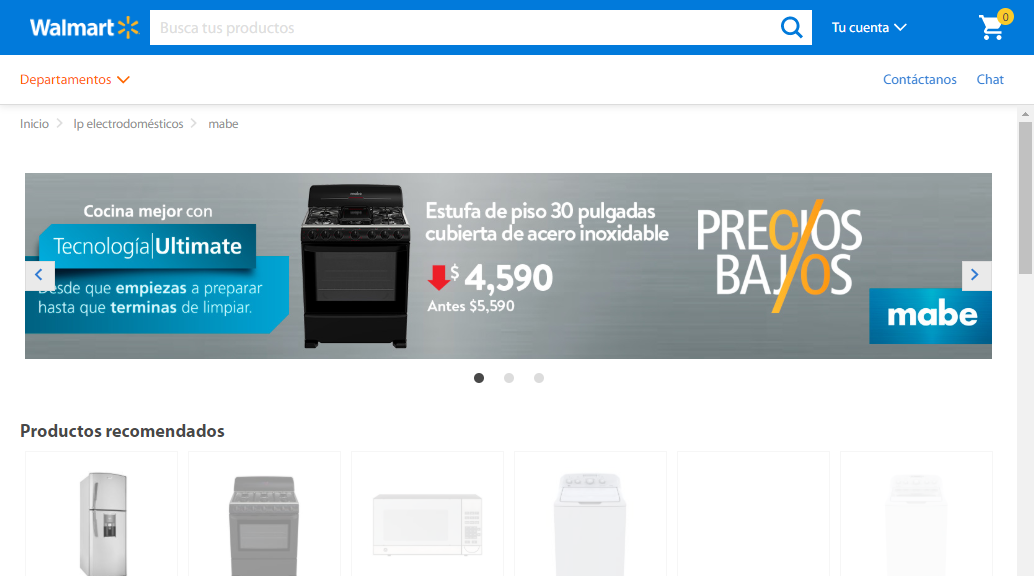 Walmart
Busca tus productos
Tu cuenta
0
Departamentos
Contáctanos
Chat
Inicio
lp electrodomésticos
mabe
Cocina mejor con
Tecnología|Ultimate
Desde que empiezas a preparar
hasta que terminas de limpiar.
Estufa de piso 30 pulgadas
cubierta de acero inoxidable
$4,590
Antes $5,590
PRECIOS
BAJOS
mabe
Productos recomendados